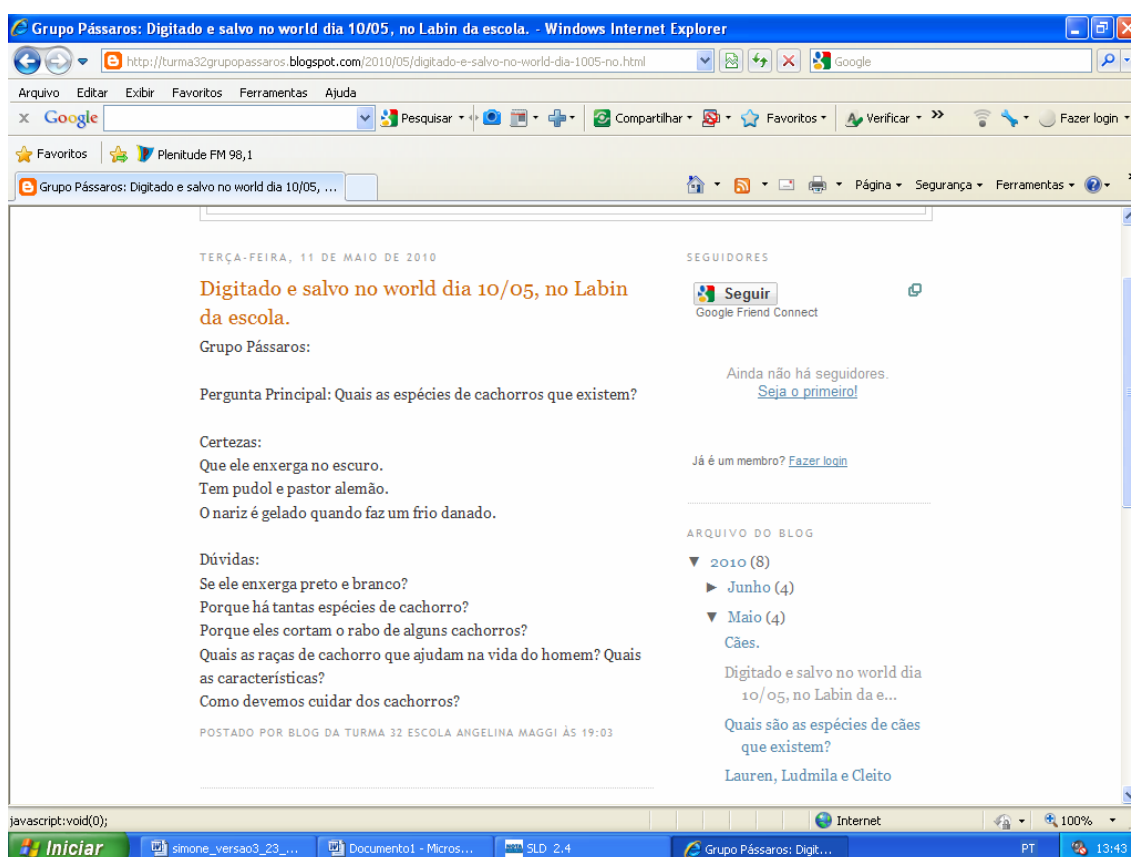 Grupo Pássaros: Digitado e salvo no world dia 10/05, no Labin da escola. - Windows Internet Explorer
http://turma32grupopassaros.blogspot.com/2010/05/digitado-e-salvo-no-world-dia-1005-no.html
Google
Arquivo Editar Exibir Favoritos Ferramentas Ajuda
x Google Pesquisar Compartilhar Favoritos Verificar » Fazer login
Favoritos Plenitude FM 98,1
Grupo Pássaros: Digitado e salvo no world dia 10/05, ...
Página Segurança Ferramentas
TERÇA-FEIRA, 11 DE MAIO DE 2010
Digitado e salvo no world dia 10/05, no Labin
da escola.
Grupo Pássaros:
Pergunta Principal: Quais as espécies de cachorros que existem?
Certezas:
Que ele enxerga no escuro.
Tem pudol e pastor alemão.
O nariz é gelado quando faz um frio danado.
Dúvidas:
Se ele enxerga preto e branco?
Porque há tantas espécies de cachorro?
Porque eles cortam o rabo de alguns cachorros?
Quais as raças de cachorro que ajudam na vida do homem? Quais
as características?
Como devemos cuidar dos cachorros?
POSTADO POR BLOG DA TURMA 32 ESCOLA ANGELINA MAGGI ÀS 19:03
SEGUIDORES
Seguir
Google Friend Connect
Ainda não há seguidores.
Seja o primeiro!
Já é um membro? Fazer login
ARQUIVO DO BLOG
▼ 2010 (8)
► Junho (4)
▼ Maio (4)
Cães.
Digitado e salvo no world dia
10/05, no Labin da e...
Quais são as espécies de cães
que existem?
Lauren, Ludmila e Cleito
javascript:void(0);
Internet
100%
Iniciar
simone_versao3_23_...
Documento1 - Micros...
SLD 2.4
Grupo Pássaros: Digit...
PT
13:43